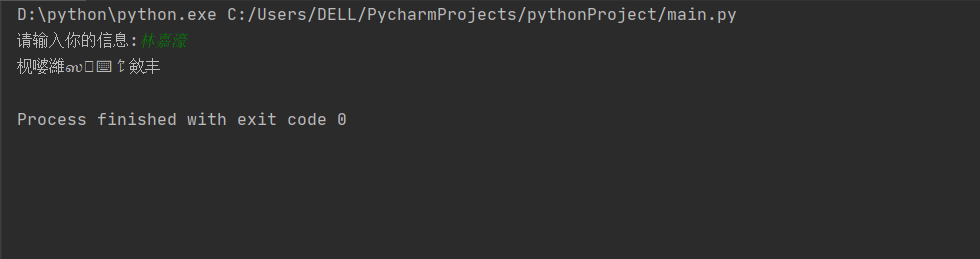 D:\python\python.exe C:/Users/DELL/PycharmProjects/pythonProject/main.py
请输入你的信息:林嘉濠
Process finished with exit code 0